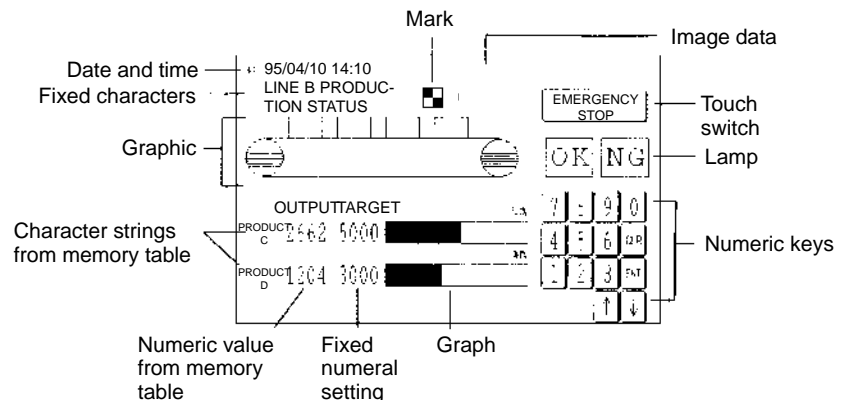 Mark
Image data
Date and time
95/04/10 14:10
Fixed characters
LINE B PRODUC-
TION STATUS
EMERGENCY
STOP
Touch
switch
Graphic
OK NG
Lamp
OUTPUTTARGET
Character strings
from memory table
PRODUCT
C
2662 5000
PRODUCT
D
1204 3000
7 9 0
4 6 CLR
1 2 3 ENT
↑ ↓
Numeric keys
Numeric value
from memory
table
Fixed
numeral
setting
Graph